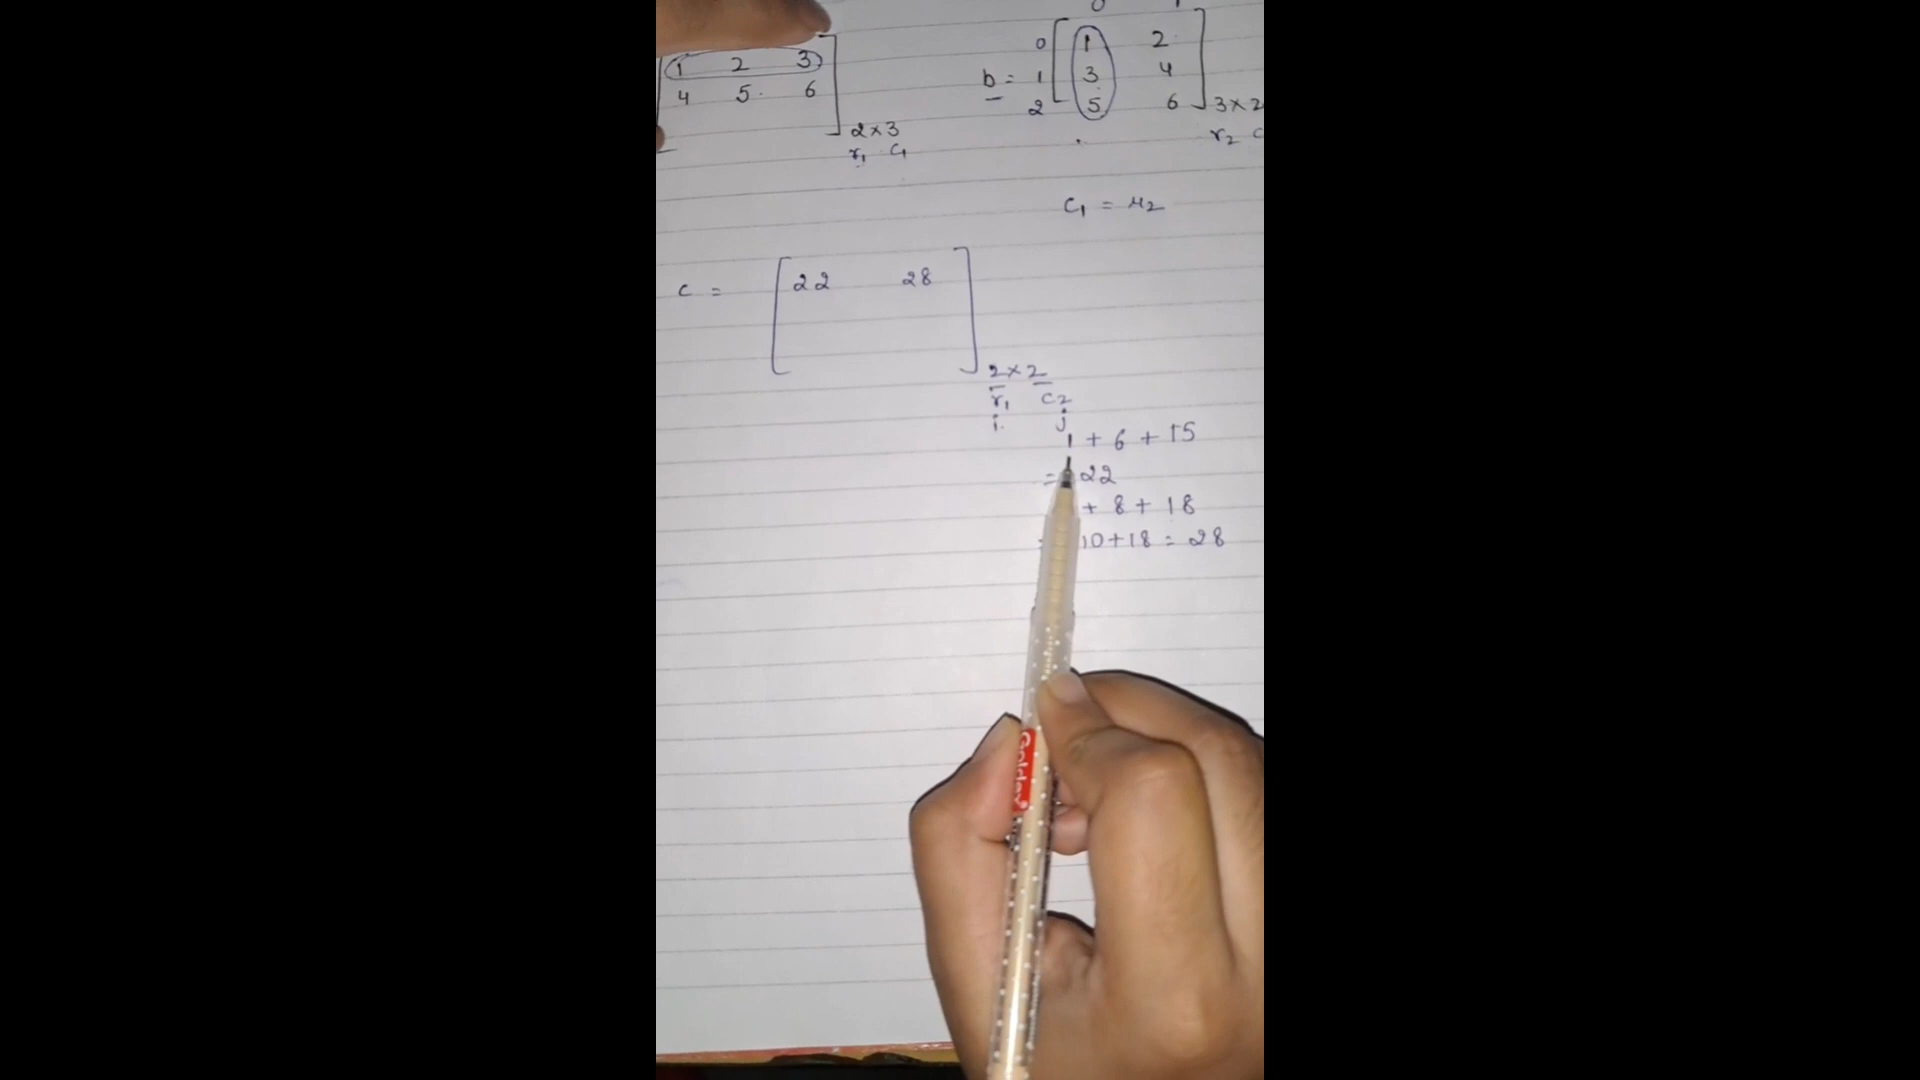 0
1 2 3
4 5 6
2×3
r1 c1
b = 0 1 2
1 3 4
2 5 6
3×2
r2 c
c1 = r2
c = 22 28
2×2
r1 c2
i j
1 + 6 + 15
= 22
+ 8 + 18
10+18 = 28
Goldex